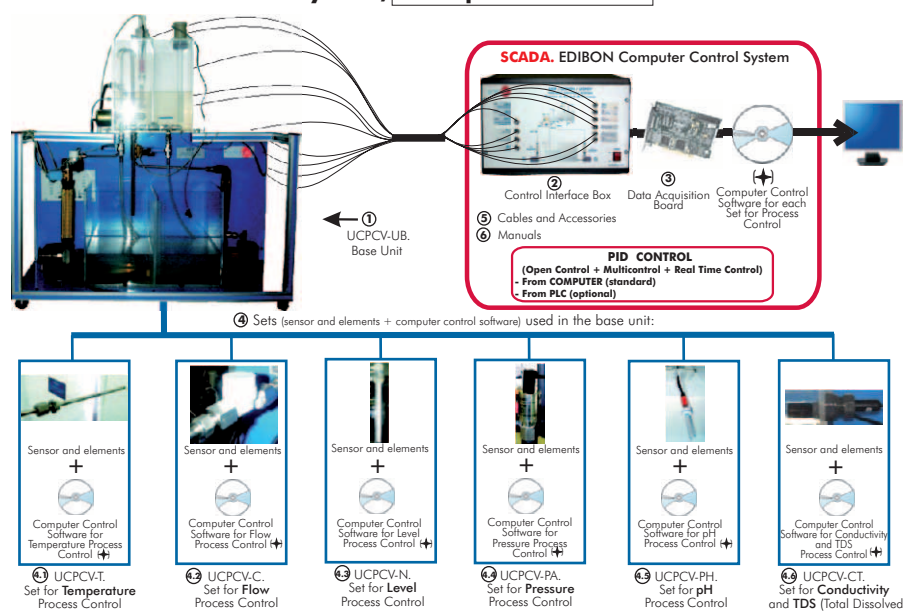 SCADA. EDIBON Computer Control System
② Control Interface Box
③ Data Acquisition
Board
Computer Control
Software for each
Set for Process
Control
⑤ Cables and Accessories
⑥ Manuals
① UCPCV-UB.
Base Unit
PID CONTROL
(Open Control + Multicontrol + Real Time Control)
- From COMPUTER (standard)
- From PLC (optional)
④ Sets (sensor and elements + computer control software) used in the base unit:
Sensor and elements
+
Computer Control
Software for
Temperature Process
Control
4.1 UCPCV-T.
Set for Temperature
Process Control
Sensor and elements
+
Computer Control
Software for Flow
Process Control
4.2 UCPCV-C.
Set for Flow
Process Control
Sensor and elements
+
Computer Control
Software for Level
Process Control
4.3 UCPCV-N.
Set for Level
Process Control
Sensor and elements
+
Computer Control
Software for
Pressure Process
Control
4.4 UCPCV-PA.
Set for Pressure
Process Control
Sensor and elements
+
Computer Control
Software for pH
Process Control
4.5 UCPCV-PH.
Set for pH
Process Control
Sensor and elements
+
Computer Control
Software for Conductivity
and TDS
Process Control
4.6 UCPCV-CT.
Set for Conductivity
and TDS (Total Dissolved